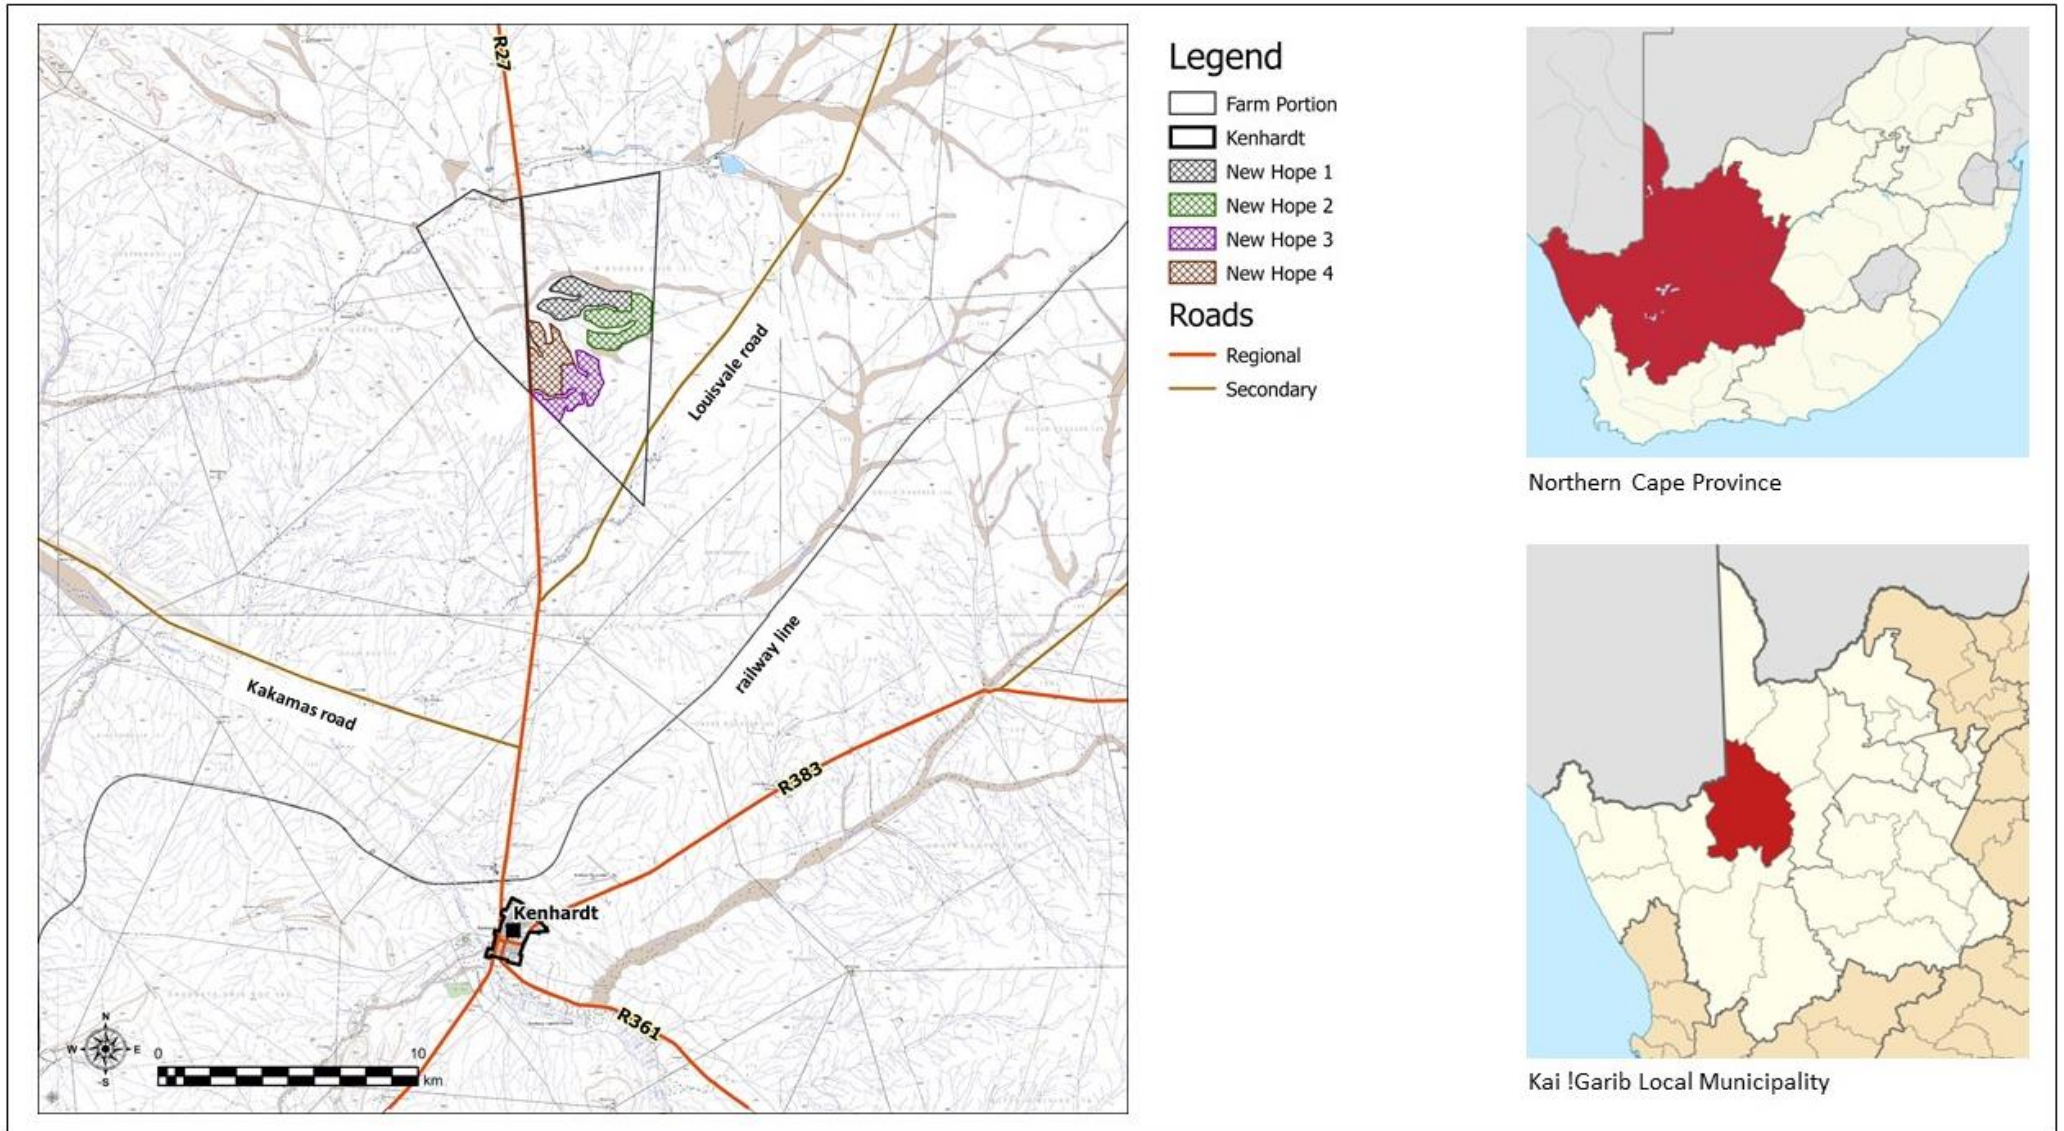 R27
Louisvale road
railway line
Kakamas road
R383
Kenhardt
R361
N
W
E
S
0
10
km
Legend
Farm Portion
Kenhardt
New Hope 1
New Hope 2
New Hope 3
New Hope 4
Roads
Regional
Secondary
Northern Cape Province
Kai !Garib Local Municipality